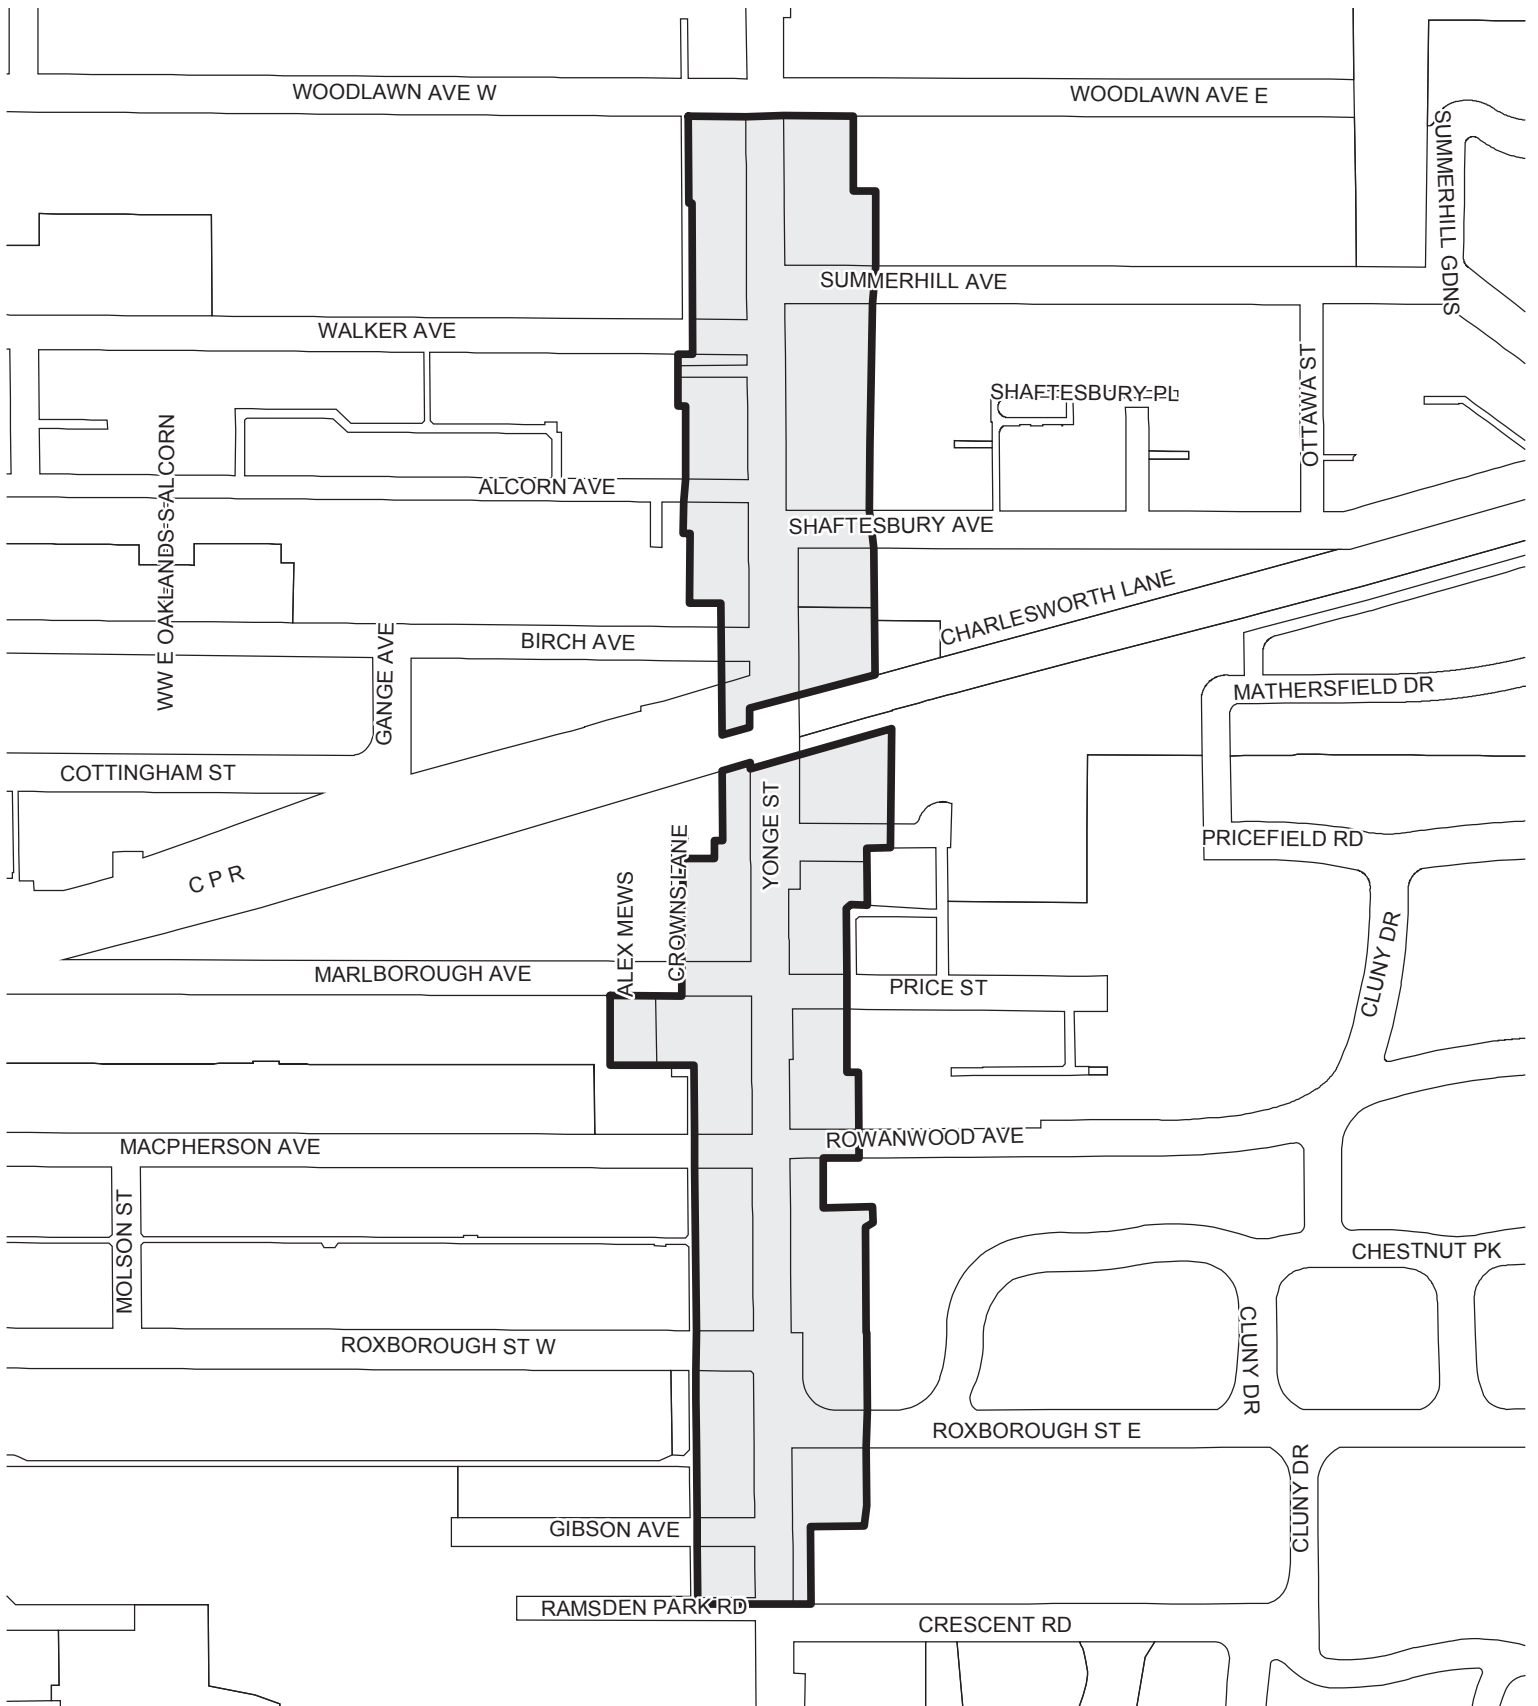 WOODLAWN AVE W
WOODLAWN AVE E
SUMMERHILL GDNS
SUMMERHILL AVE
WALKER AVE
OTTAWA ST
SHAFTESBURY PL
WW E OAKLANDS-S-ALCORN
ALCORN AVE
SHAFTESBURY AVE
CHARLESWORTH LANE
BIRCH AVE
GANGE AVE
MATHERSFIELD DR
COTTINGHAM ST
YONGE ST
CROWNS LANE
PRICEFIELD RD
C P R
ALEX MEWS
CLUNY DR
MARLBOROUGH AVE
PRICE ST
ROWANWOOD AVE
MACPHERSON AVE
MOLSON ST
CHESTNUT PK
CLUNY DR
ROXBOROUGH ST W
ROXBOROUGH ST E
CLUNY DR
GIBSON AVE
RAMSDEN PARK RD
CRESCENT RD